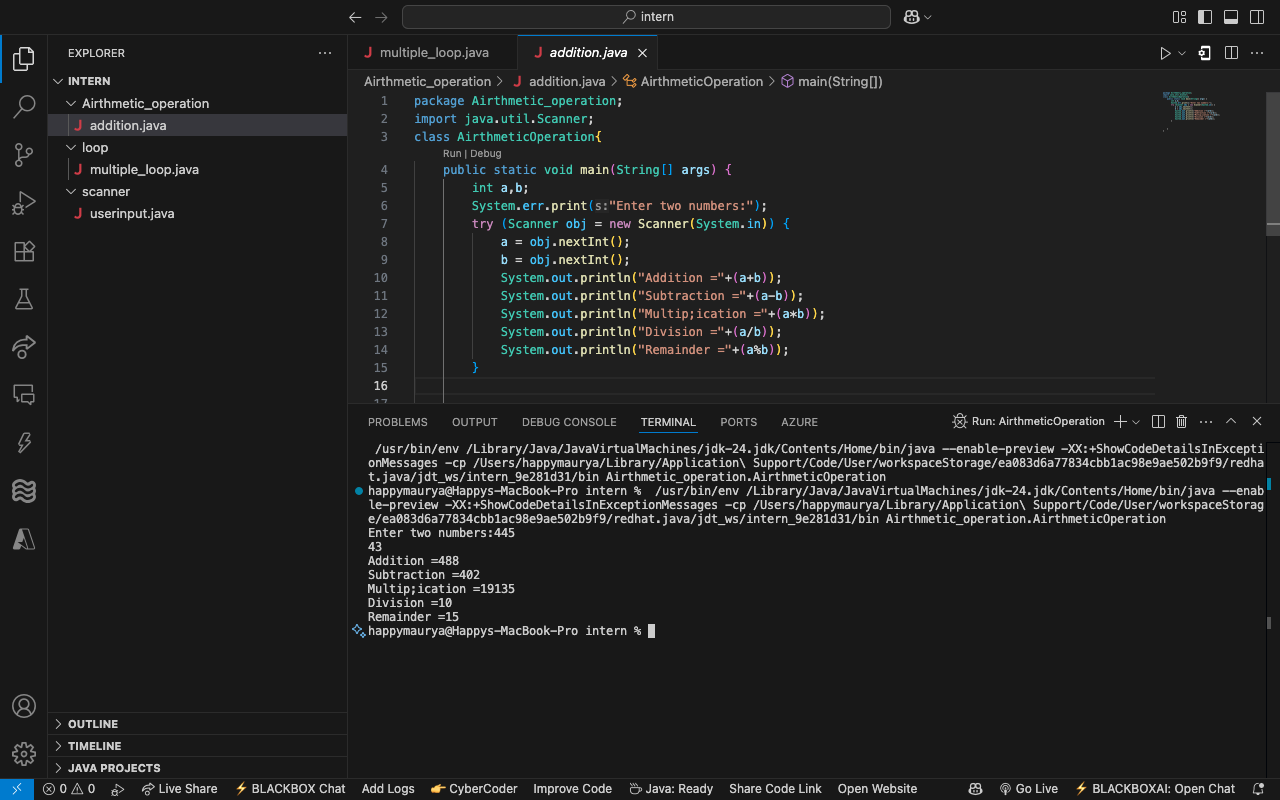 intern
EXPLORER
INTERN
Airthmetic_operation
addition.java
loop
multiple_loop.java
scanner
userinput.java
OUTLINE
TIMELINE
JAVA PROJECTS
multiple_loop.java
addition.java
Airthmetic_operation > addition.java > AirthmeticOperation > main(String[])
1 package Airthmetic_operation;
2 import java.util.Scanner;
3 class AirthmeticOperation{
Run | Debug
4 public static void main(String[] args) {
5 int a,b;
6 System.err.print(s:"Enter two numbers:");
7 try (Scanner obj = new Scanner(System.in)) {
8 a = obj.nextInt();
9 b = obj.nextInt();
10 System.out.println("Addition ="+(a+b));
11 System.out.println("Subtraction ="+(a-b));
12 System.out.println("Multip;ication ="+(a*b));
13 System.out.println("Division ="+(a/b));
14 System.out.println("Remainder ="+(a%b));
15 }
16
17
PROBLEMS OUTPUT DEBUG CONSOLE TERMINAL PORTS AZURE
Run: AirthmeticOperation
/usr/bin/env /Library/Java/JavaVirtualMachines/jdk-24.jdk/Contents/Home/bin/java --enable-preview -XX:+ShowCodeDetailsInExcepti
onMessages -cp /Users/happymaurya/Library/Application\ Support/Code/User/workspaceStorage/ea083d6a77834cbb1ac98e9ae502b9f9/redha
t.java/jdt_ws/intern_9e281d31/bin Airthmetic_operation.AirthmeticOperation
happymaurya@Happys-MacBook-Pro intern % /usr/bin/env /Library/Java/JavaVirtualMachines/jdk-24.jdk/Contents/Home/bin/java --enab
le-preview -XX:+ShowCodeDetailsInExceptionMessages -cp /Users/happymaurya/Library/Application\ Support/Code/User/workspaceStorag
e/ea083d6a77834cbb1ac98e9ae502b9f9/redhat.java/jdt_ws/intern_9e281d31/bin Airthmetic_operation.AirthmeticOperation
Enter two numbers:445
43
Addition =488
Subtraction =402
Multip;ication =19135
Division =10
Remainder =15
happymaurya@Happys-MacBook-Pro intern %
0 0 Live Share BLACKBOX Chat Add Logs CyberCoder Improve Code Java: Ready Share Code Link Open Website Go Live BLACKBOXAI: Open Chat